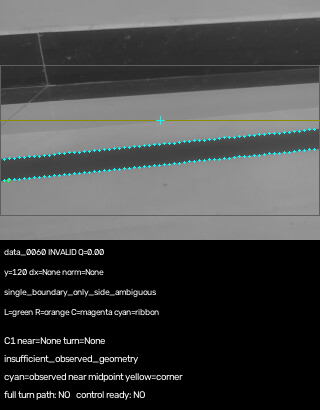 data_0060 INVALID Q=0.00
y=120 dx=None norm=None
single_boundary_only_side_ambiguous
L=green R=orange C=magenta cyan=ribbon
C1 near=None turn=None
insufficient_observed_geometry
cyan=observed near midpoint yellow=corner
full turn path: NO control ready: NO